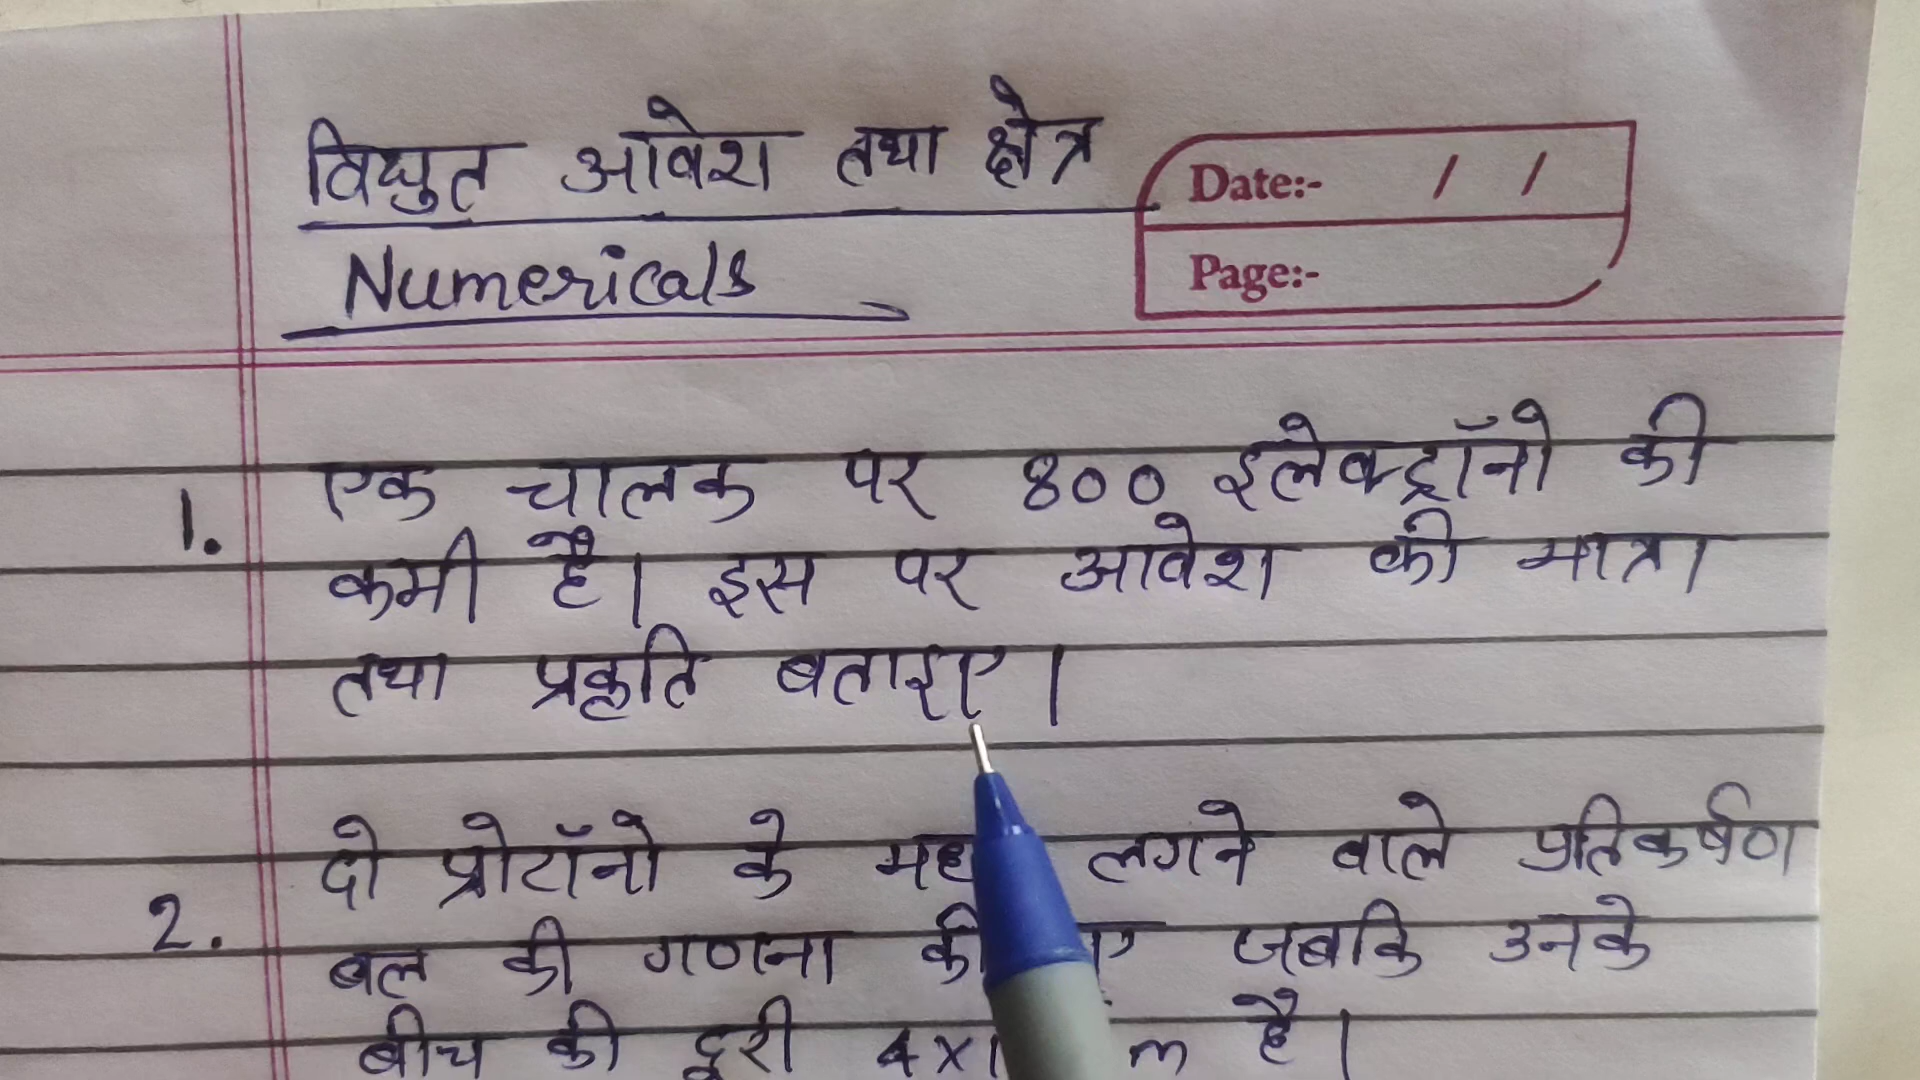 विद्युत आवेश तथा क्षेत्र
Numericals
Date:- / /
Page:-
1. एक चालक पर 800 इलेक्ट्रॉनो की
कमी है। इस पर आवेश की मात्रा
तथा प्रकृति बताइए।
2. दो प्रोटॉनो के लगने वाले प्रतिकर्षण
बल की गणना जबकि उनके
बीच की दूरी m है।